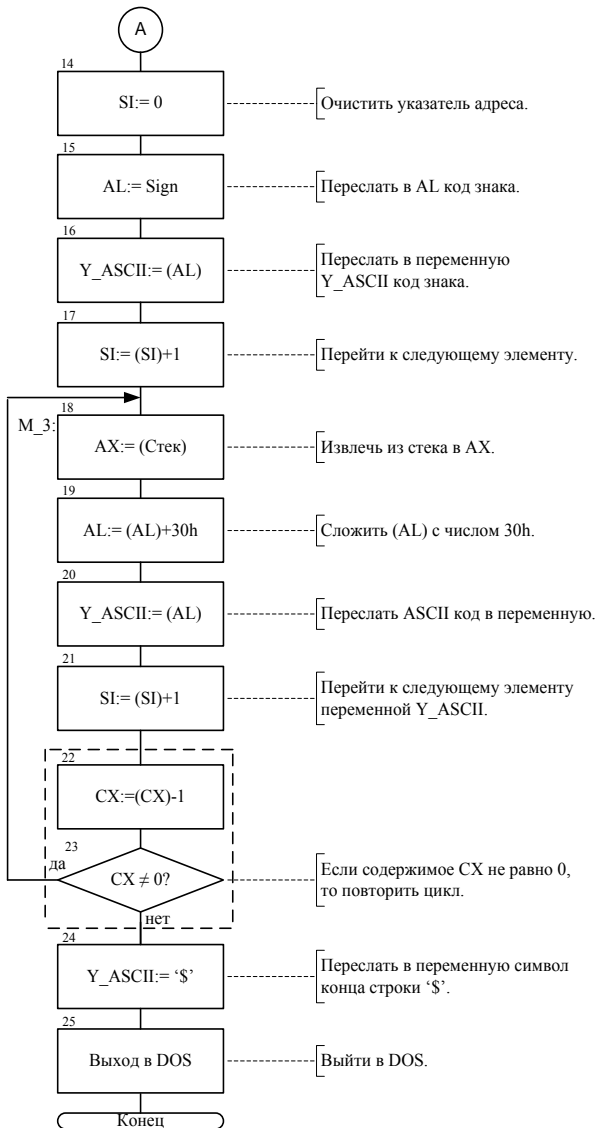 A
14
SI:= 0
Очистить указатель адреса.
15
AL:= Sign
Переслать в AL код знака.
16
Y_ASCII:= (AL)
Переслать в переменную
Y_ASCII код знака.
17
SI:= (SI)+1
Перейти к следующему элементу.
18
M_3:
AX:= (Стек)
Извлечь из стека в AX.
19
AL:= (AL)+30h
Сложить (AL) с числом 30h.
20
Y_ASCII:= (AL)
Переслать ASCII код в переменную.
21
SI:= (SI)+1
Перейти к следующему элементу
переменной Y_ASCII.
22
CX:=(CX)-1
23
да
CX ≠ 0?
Если содержимое CX не равно 0,
то повторить цикл.
нет
24
Y_ASCII:= ‘$’
Переслать в переменную символ
конца строки ‘$’.
25
Выход в DOS
Выйти в DOS.
Конец